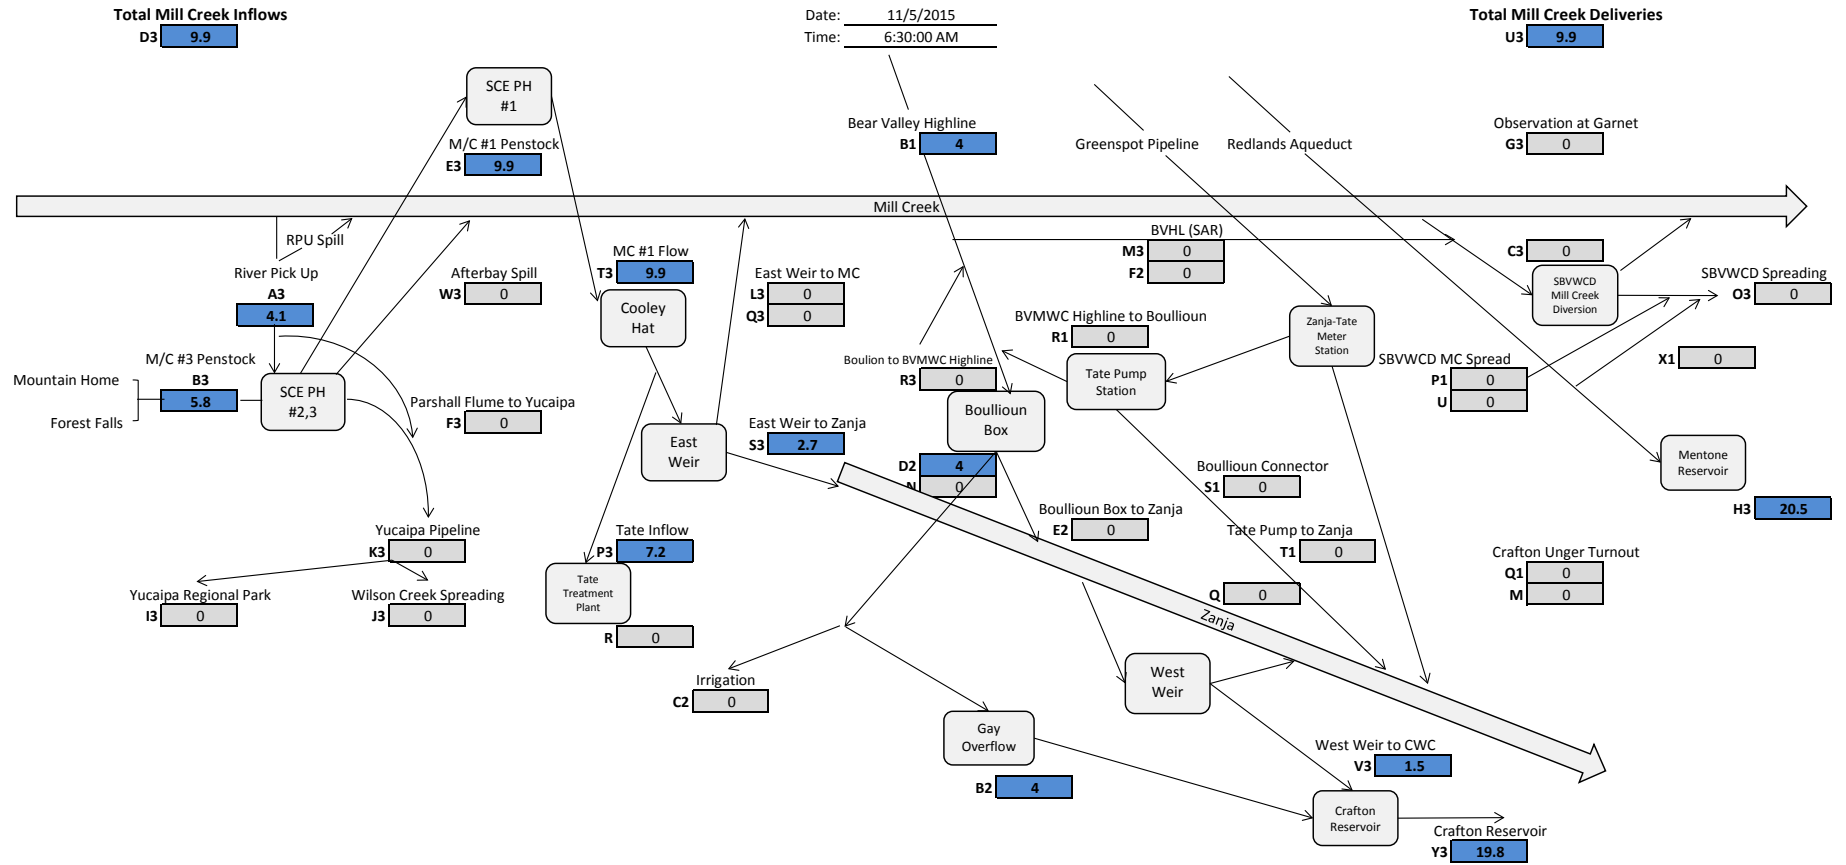 Total Mill Creek Inflows
D3 9.9
Date: 11/5/2015
Time: 6:30:00 AM
Total Mill Creek Deliveries
U3 9.9
SCE PH
#1
M/C #1 Penstock
E3 9.9
Bear Valley Highline
B1 4
Greenspot Pipeline
Redlands Aqueduct
Observation at Garnet
G3 0
Mill Creek
RPU Spill
River Pick Up
A3
4.1
Afterbay Spill
W3 0
MC #1 Flow
T3 9.9
Cooley
Hat
East Weir to MC
L3 0
Q3 0
BVHL (SAR)
M3 0
F2 0
C3 0
SBVWCD
Mill Creek
Diversion
SBVWCD Spreading
O3 0
BVMWC Highline to Boullioun
R1 0
Zanja-Tate
Meter
Station
M/C #3 Penstock
B3
5.8
Mountain Home
Forest Falls
SCE PH
#2,3
Parshall Flume to Yucaipa
F3 0
Boulion to BVMWC Highline
R3 0
Tate Pump
Station
SBVWCD MC Spread
P1 0
U 0
X1 0
Boullioun
Box
East
Weir
East Weir to Zanja
S3 2.7
D2 4
N 0
Boullioun Connector
S1 0
Mentone
Reservoir
H3 20.5
Boullioun Box to Zanja
E2 0
Tate Pump to Zanja
T1 0
Yucaipa Pipeline
K3 0
Tate Inflow
P3 7.2
Tate
Treatment
Plant
R 0
Crafton Unger Turnout
Q1 0
M 0
Yucaipa Regional Park
I3 0
Wilson Creek Spreading
J3 0
Q 0
Zanja
Irrigation
C2 0
West
Weir
Gay
Overflow
B2 4
West Weir to CWC
V3 1.5
Crafton
Reservoir
Crafton Reservoir
Y3 19.8